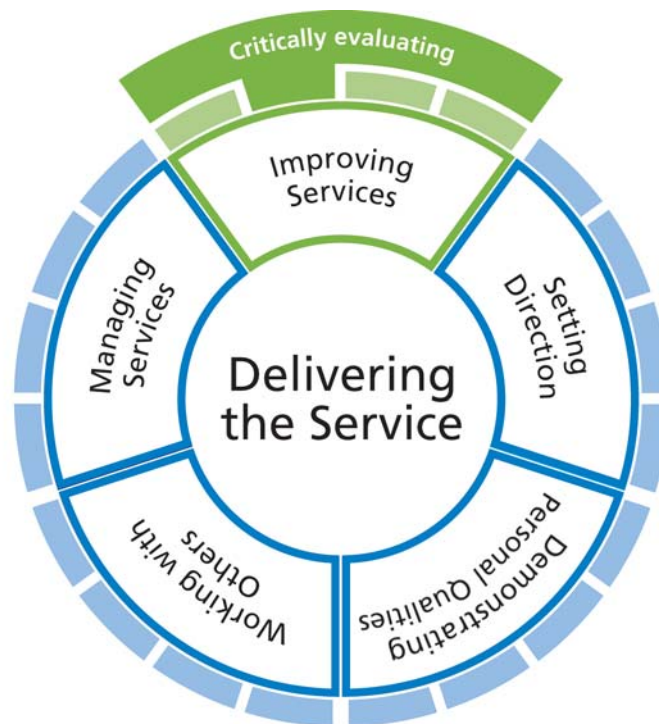 Critically evaluating
Improving
Services
Setting
Direction
Demonstrating
Personal Qualities
Working with
Others
Managing
Services
Delivering
the Service